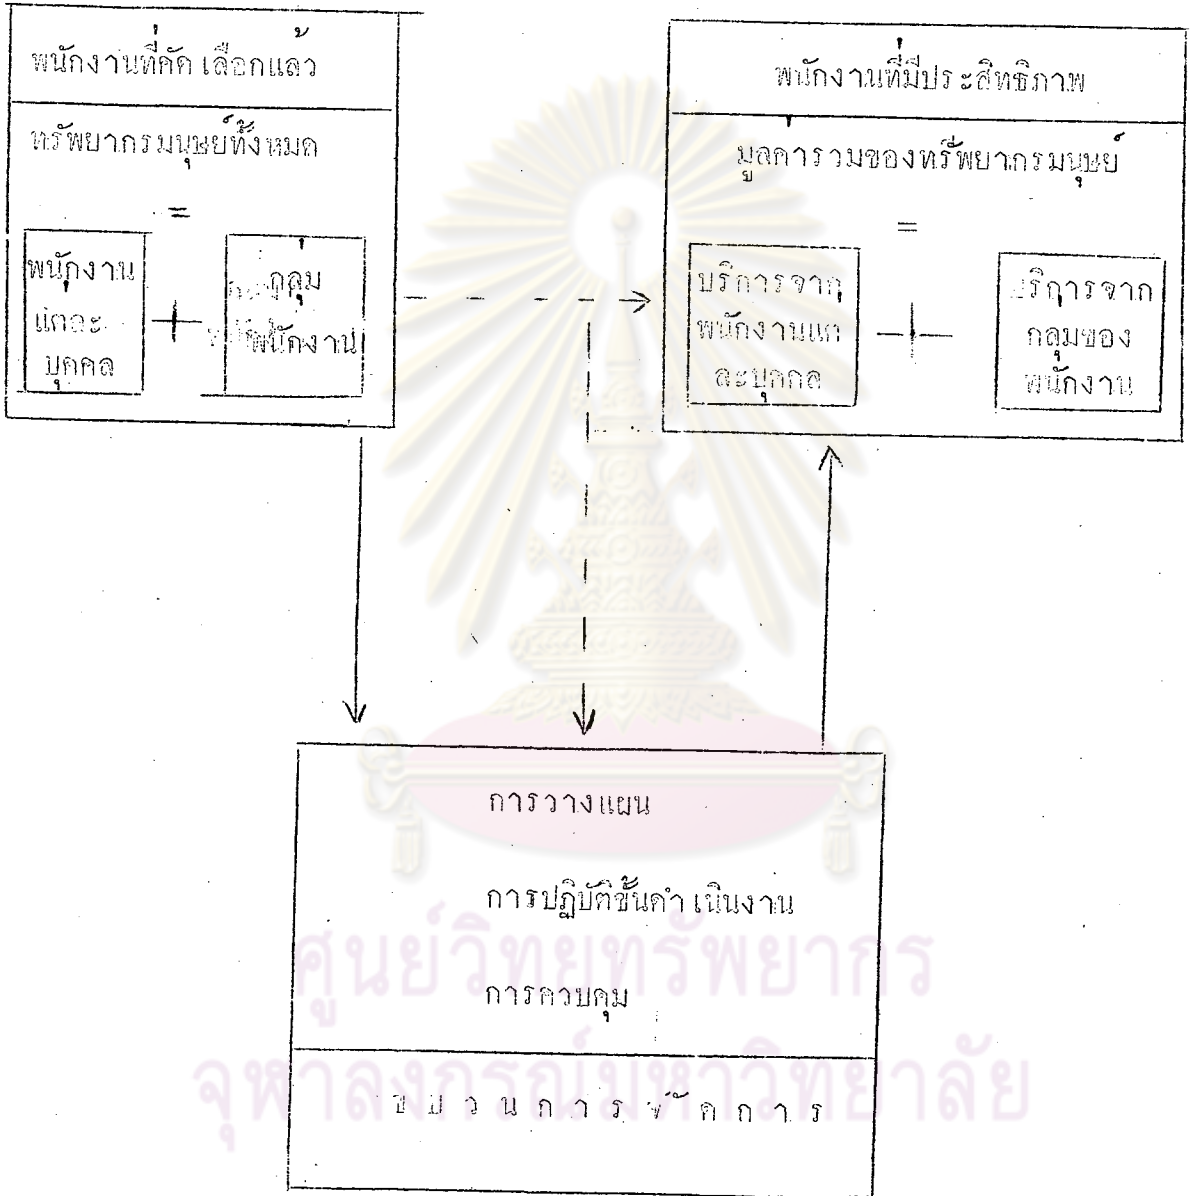 พนักงานที่คัดเลือกแล้ว
ทรัพยากรมนุษย์ทั้งหมด
=
พนักงาน
แต่ละ
บุคคล
+
กลุ่ม
พนักงาน
พนักงานที่มีประสิทธิภาพ
มูลค่ารวมของทรัพยากรมนุษย์
=
บริการจาก
พนักงานแต่
ละบุคคล
+
บริการจาก
กลุ่มของ
พนักงาน
การวางแผน
การปฏิบัติขั้นดำเนินงาน
การควบคุม
ขบวนการจัดการ
ศูนย์วิทยทรัพยากร
จุฬาลงกรณ์มหาวิทยาลัย